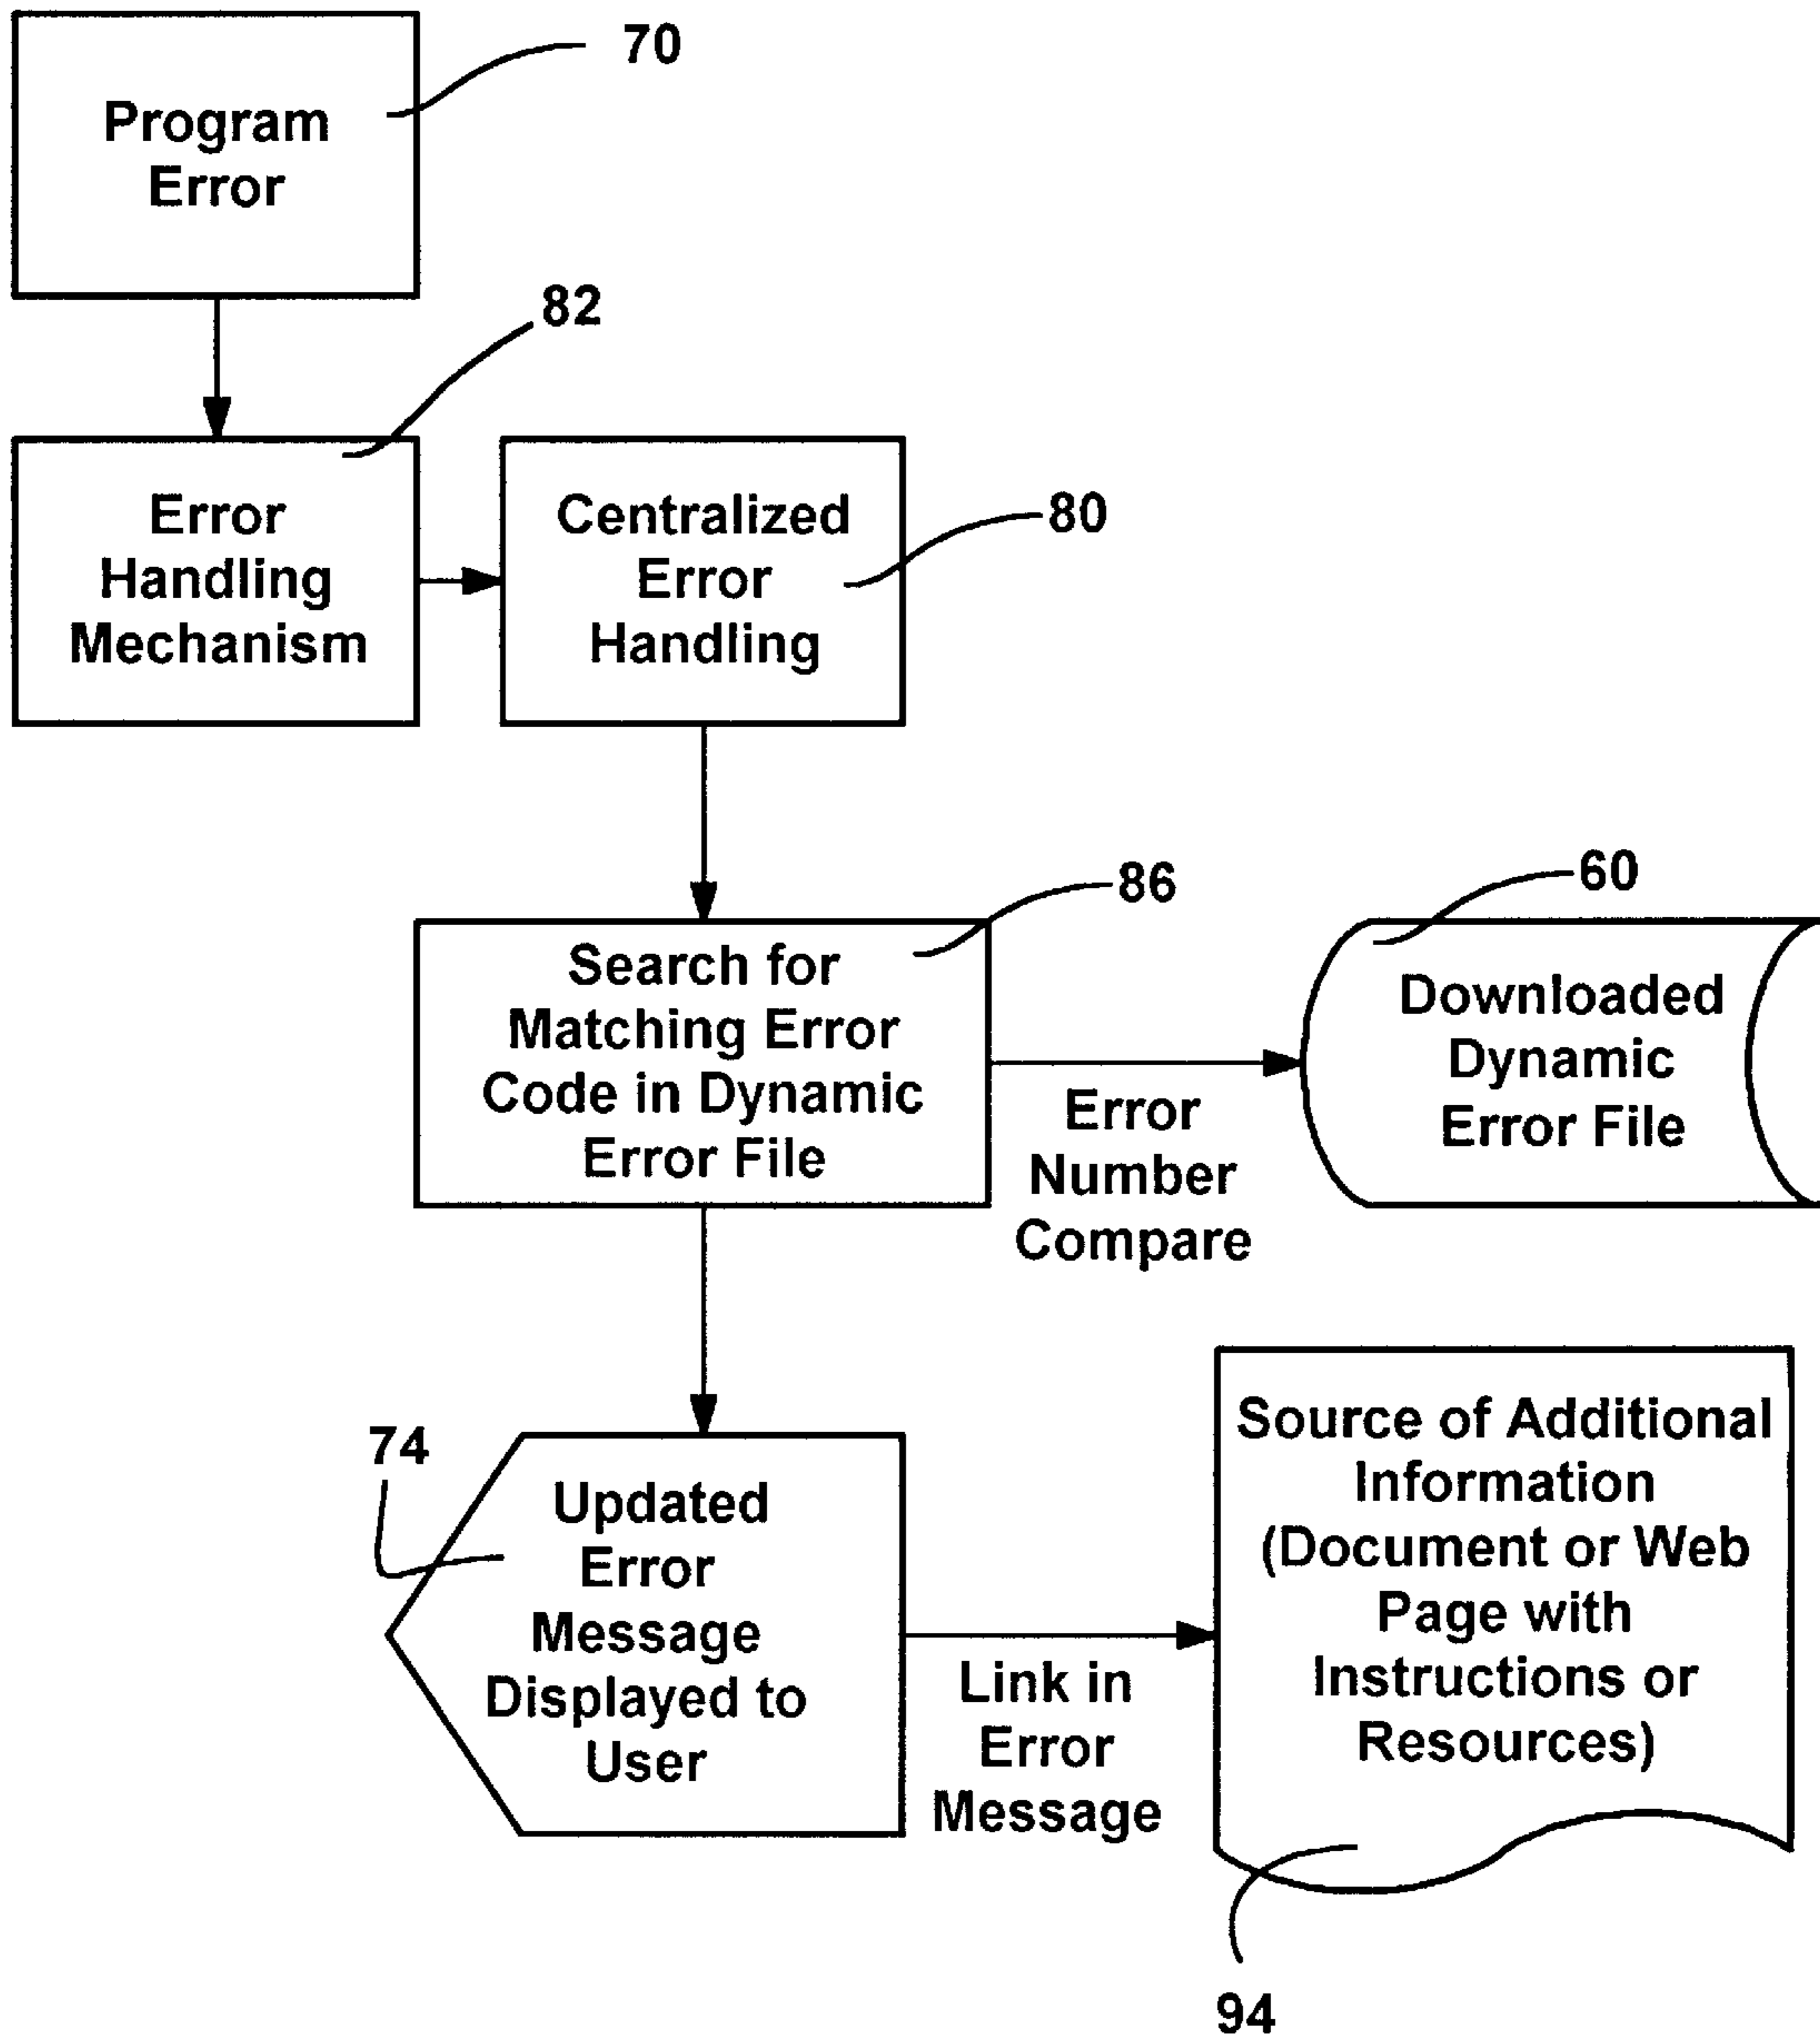 70
Program
Error
82
Error
Handling
Mechanism
Centralized
Error
Handling
80
86
Search for
Matching Error
Code in Dynamic
Error File
60
Downloaded
Dynamic
Error File
Error
Number
Compare
74
Updated
Error
Message
Displayed to
User
Link in
Error
Message
Source of Additional
Information
(Document or Web
Page with
Instructions or
Resources)
94